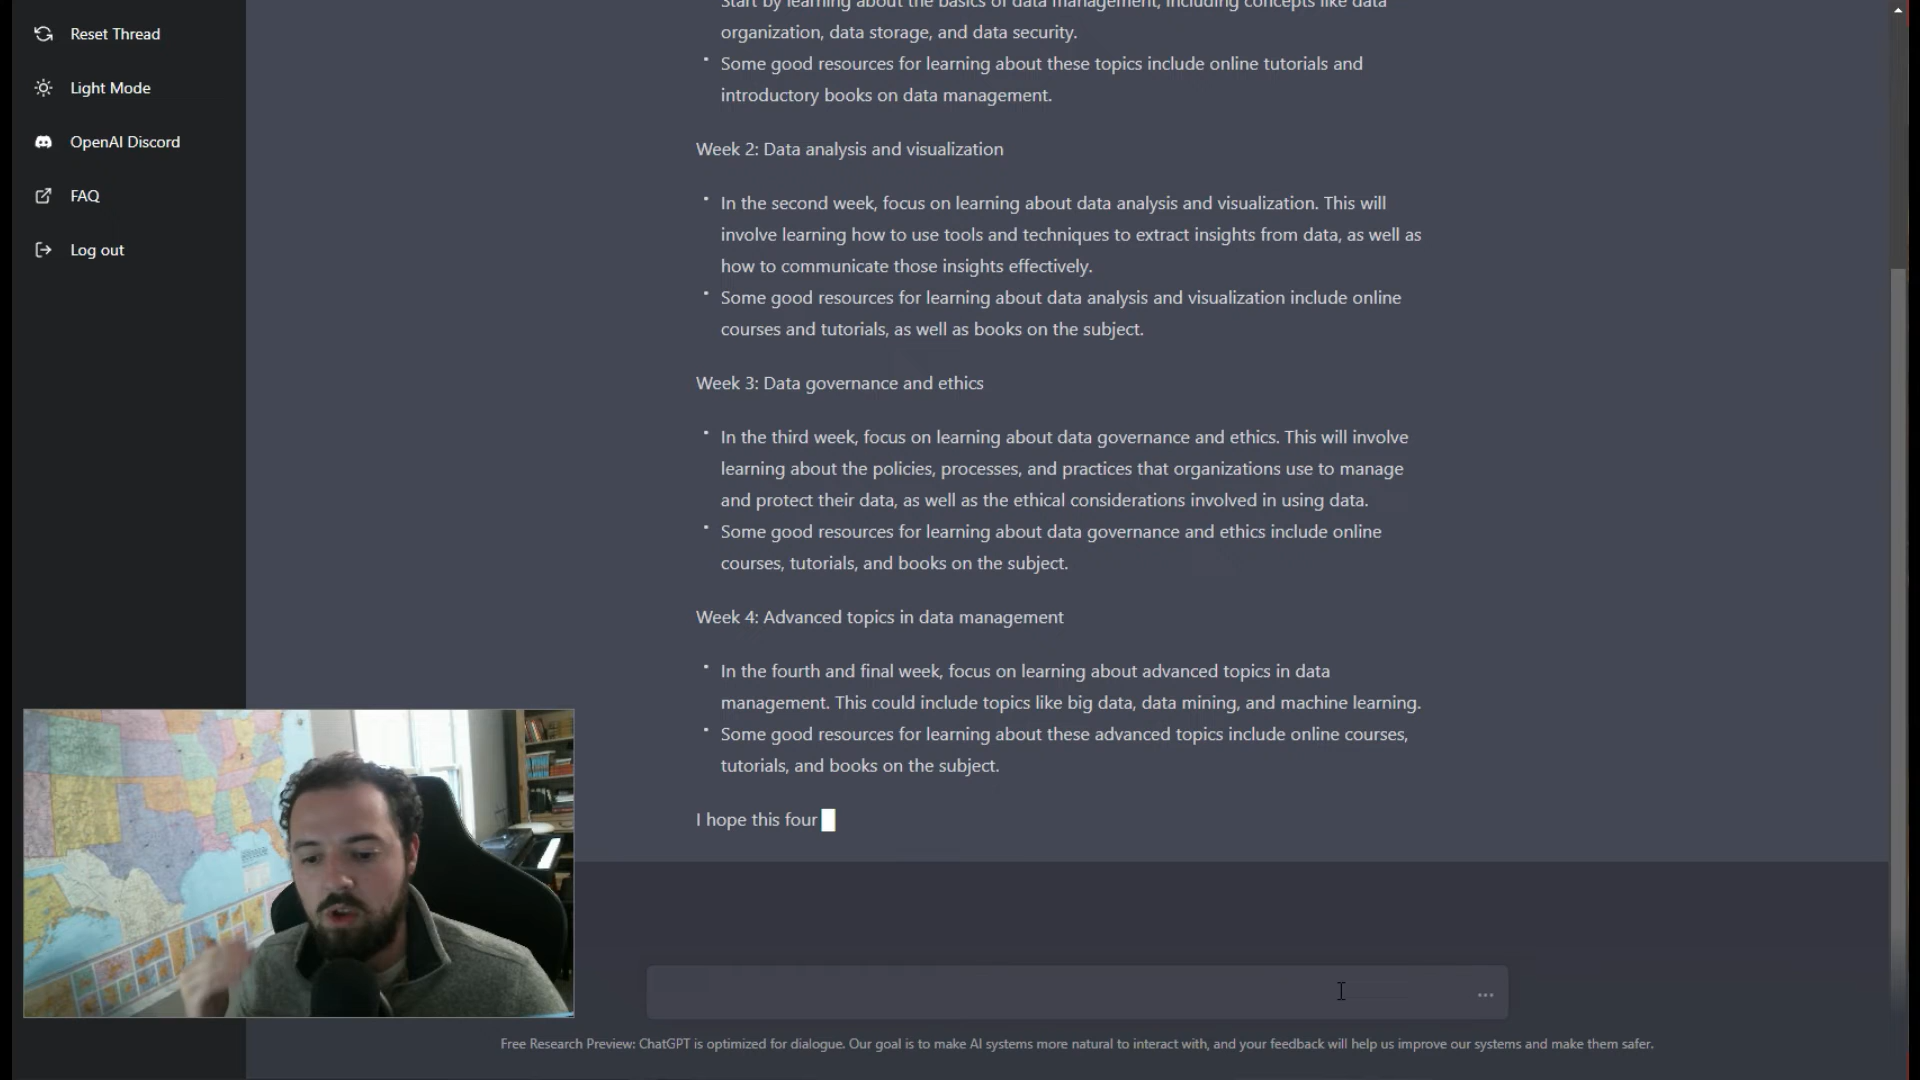 Reset Thread
Light Mode
OpenAI Discord
FAQ
Log out
Start by learning about the basics of data management, including concepts like data
organization, data storage, and data security.
Some good resources for learning about these topics include online tutorials and
introductory books on data management.
Week 2: Data analysis and visualization
In the second week, focus on learning about data analysis and visualization. This will
involve learning how to use tools and techniques to extract insights from data, as well as
how to communicate those insights effectively.
Some good resources for learning about data analysis and visualization include online
courses and tutorials, as well as books on the subject.
Week 3: Data governance and ethics
In the third week, focus on learning about data governance and ethics. This will involve
learning about the policies, processes, and practices that organizations use to manage
and protect their data, as well as the ethical considerations involved in using data.
Some good resources for learning about data governance and ethics include online
courses, tutorials, and books on the subject.
Week 4: Advanced topics in data management
In the fourth and final week, focus on learning about advanced topics in data
management. This could include topics like big data, data mining, and machine learning.
Some good resources for learning about these advanced topics include online courses,
tutorials, and books on the subject.
I hope this four
Free Research Preview: ChatGPT is optimized for dialogue. Our goal is to make AI systems more natural to interact with, and your feedback will help us improve our systems and make them safer.